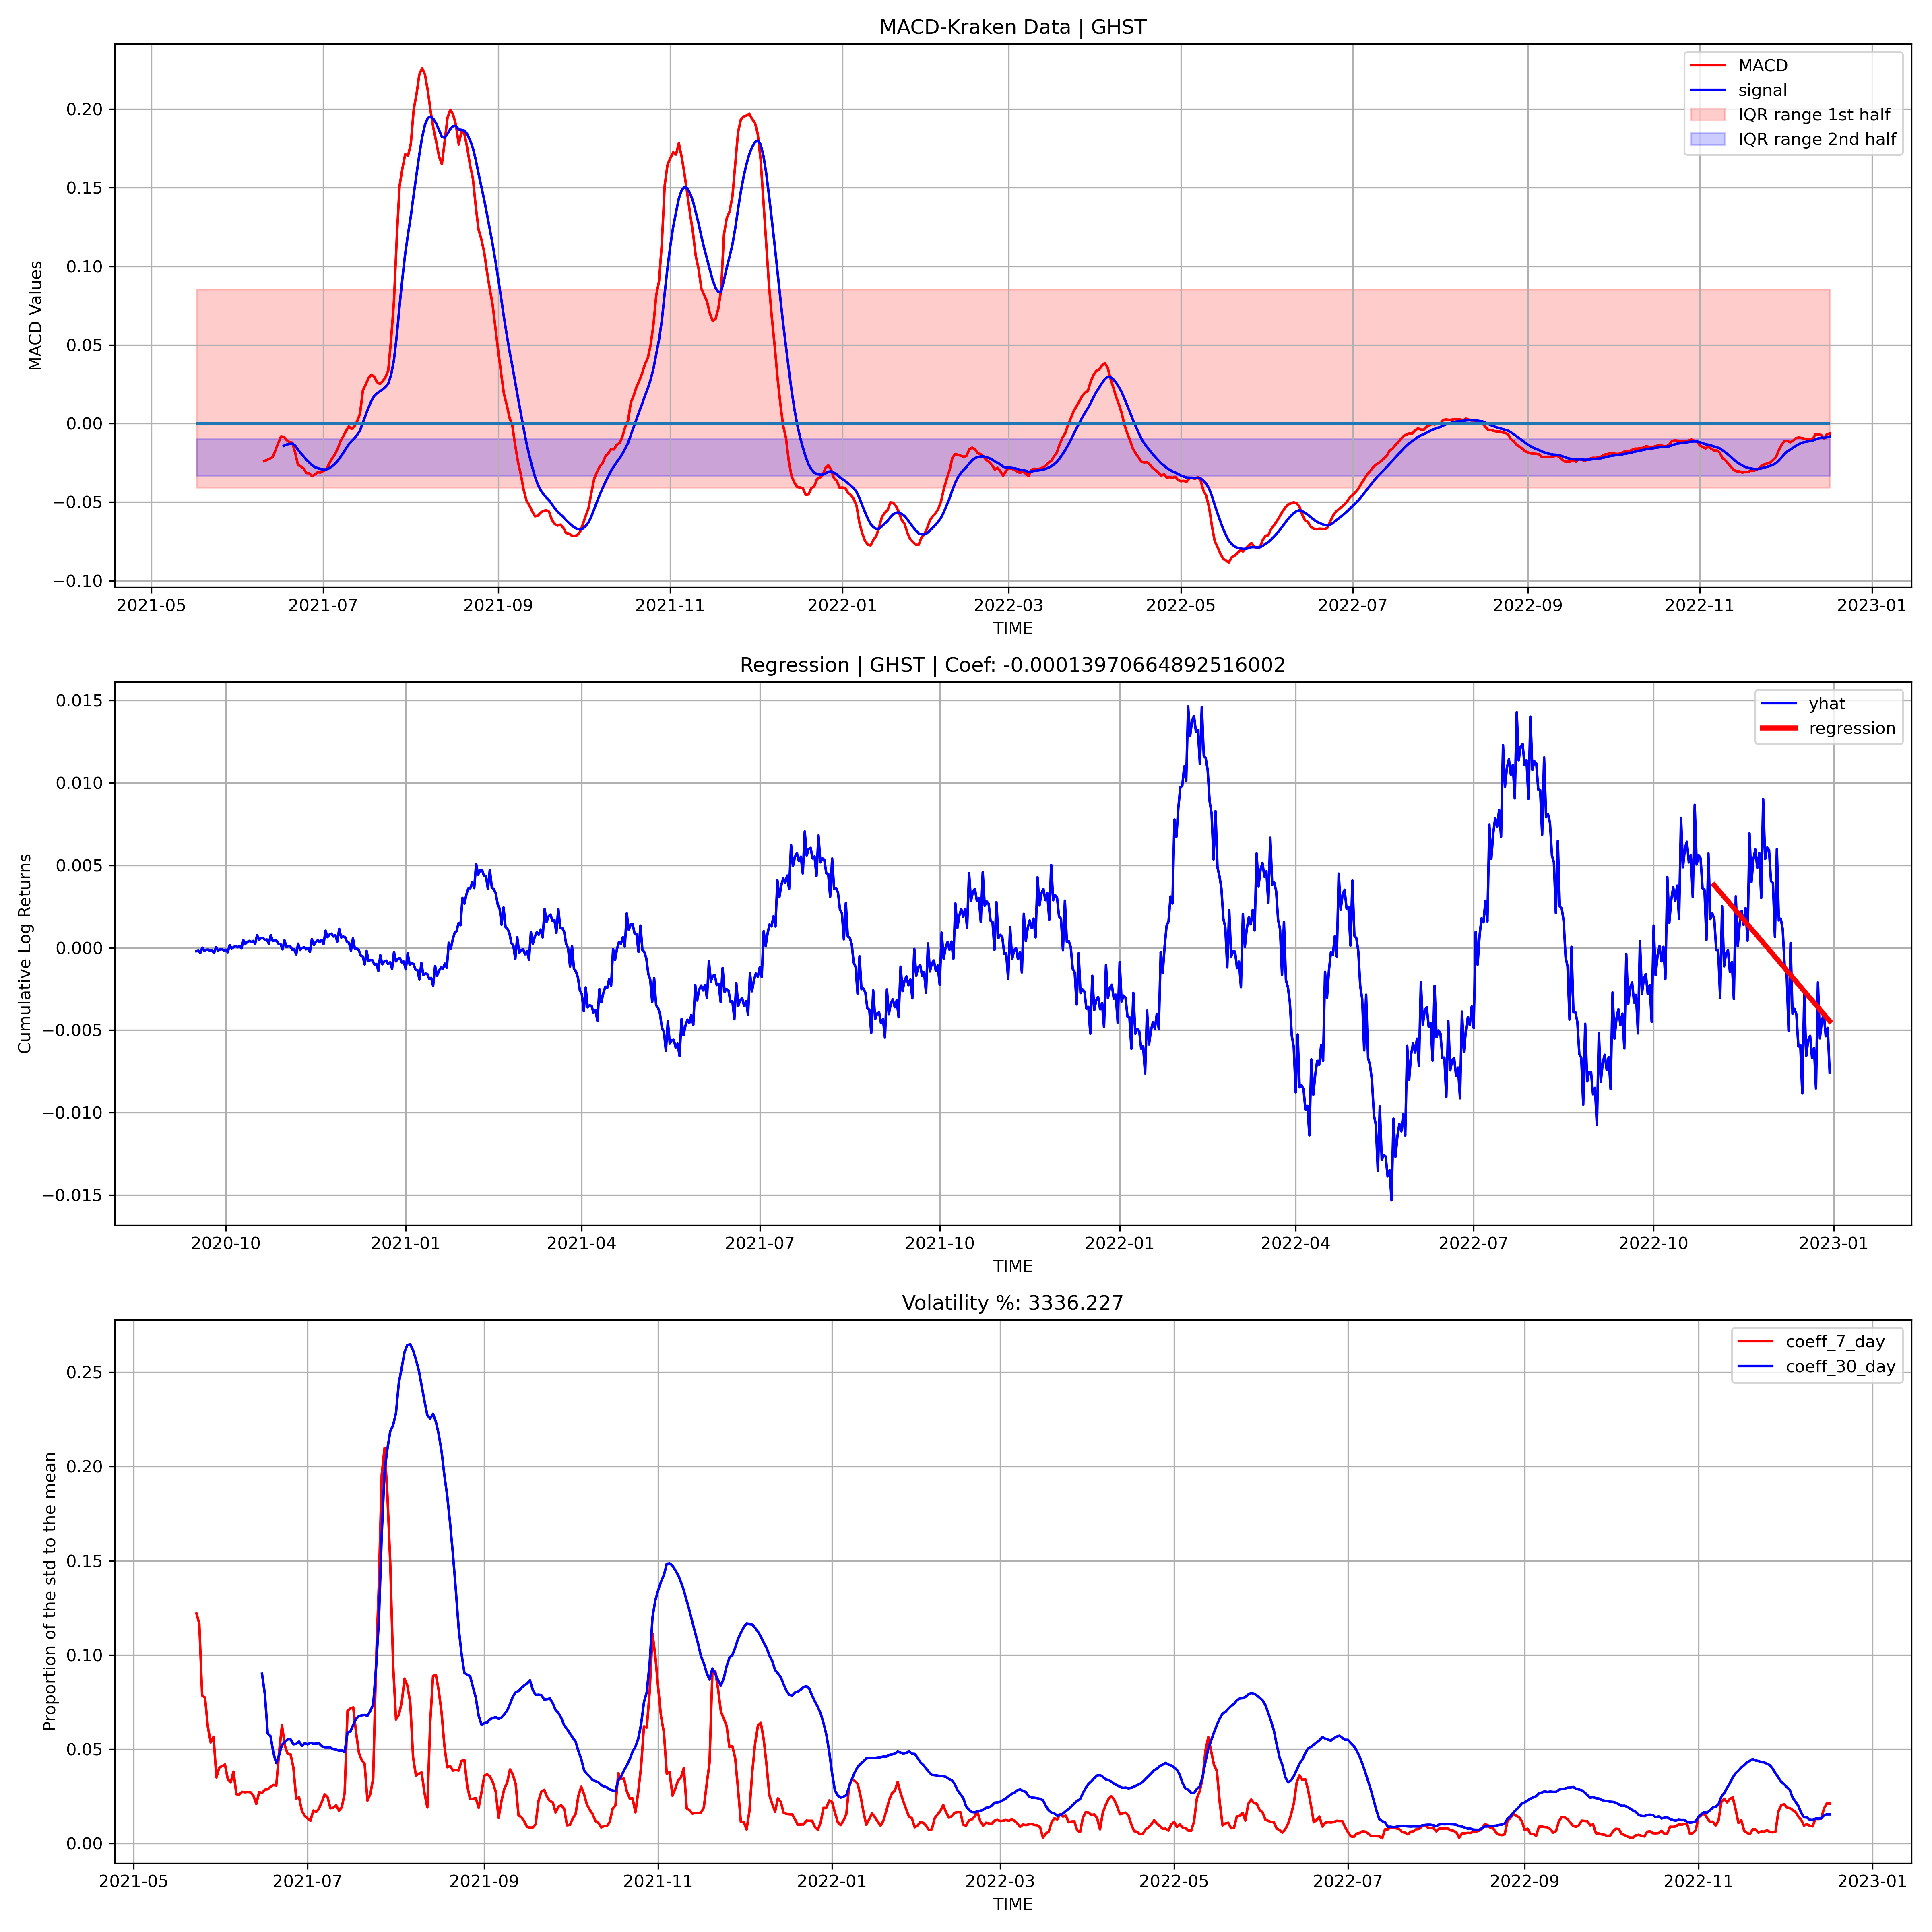 MACD-Kraken Data | GHST
MACD
signal
IQR range 1st half
IQR range 2nd half
MACD Values
0.20
0.15
0.10
0.05
0.00
−0.05
−0.10
2021-05 2021-07 2021-09 2021-11 2022-01 2022-03 2022-05 2022-07 2022-09 2022-11 2023-01
TIME
Regression | GHST | Coef: -0.00013970664892516002
yhat
regression
Cumulative Log Returns
0.015
0.010
0.005
0.000
−0.005
−0.010
−0.015
2020-10 2021-01 2021-04 2021-07 2021-10 2022-01 2022-04 2022-07 2022-10 2023-01
TIME
Volatility %: 3336.227
coeff_7_day
coeff_30_day
Proportion of the std to the mean
0.25
0.20
0.15
0.10
0.05
0.00
2021-05 2021-07 2021-09 2021-11 2022-01 2022-03 2022-05 2022-07 2022-09 2022-11 2023-01
TIME